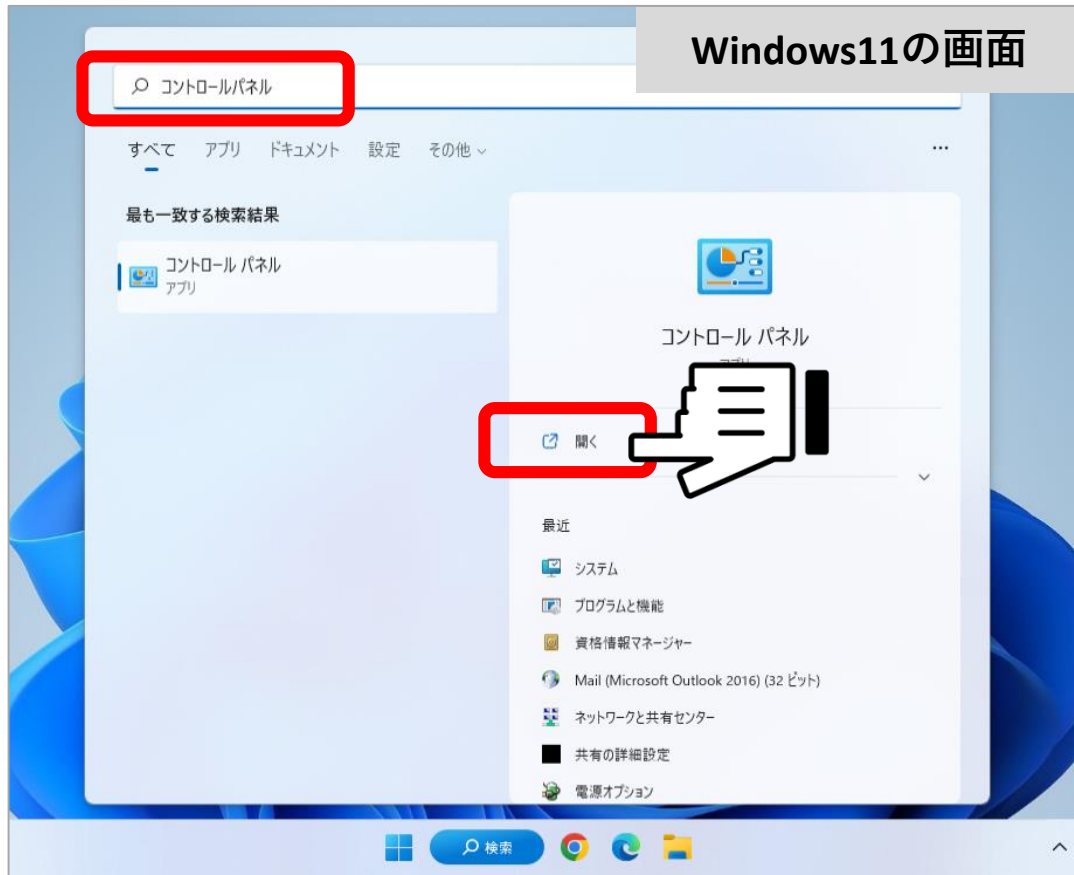 Windows11の画面
コントロールパネル
すべて アプリ ドキュメント 設定 その他
最も一致する検索結果
コントロール パネル
アプリ
コントロール パネル
開く
最近
システム
プログラムと機能
資格情報マネージャー
Mail (Microsoft Outlook 2016) (32 ビット)
ネットワークと共有センター
共有の詳細設定
電源オプション
検索